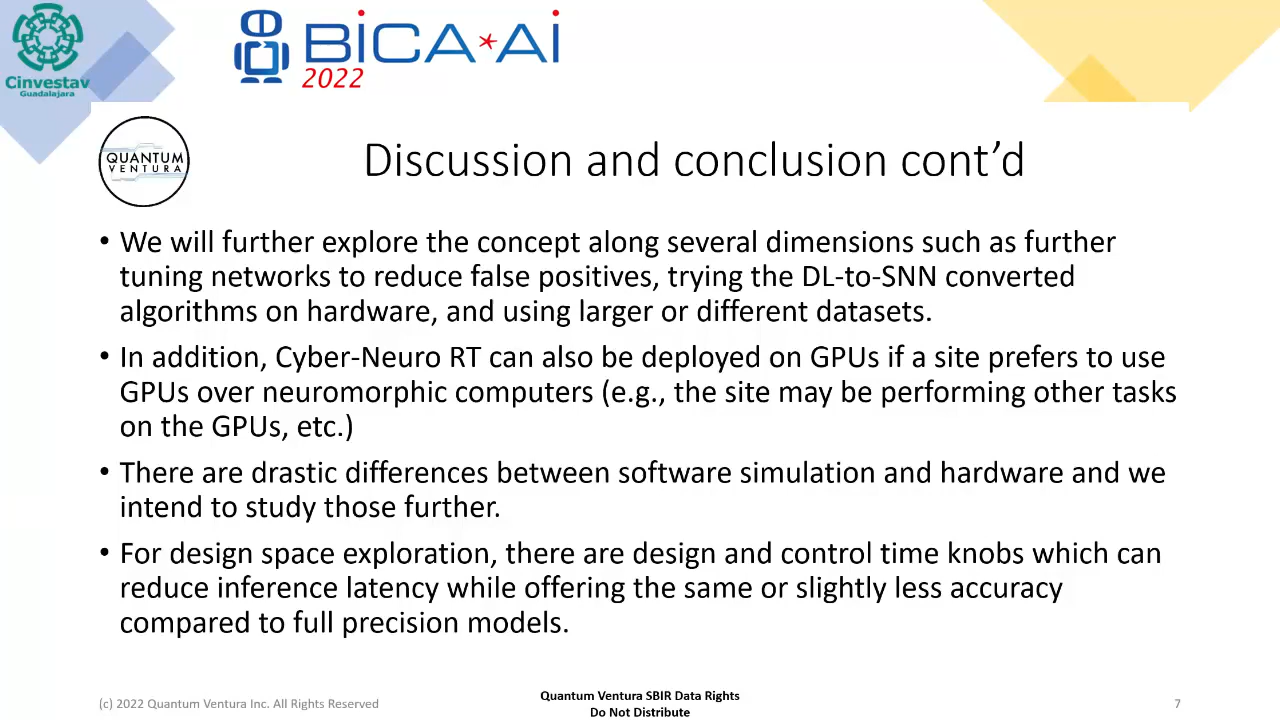 Cinvestav
Guadalajara
BiCA*Ai
2022
QUANTUM
VENTURA
Discussion and conclusion cont’d
• We will further explore the concept along several dimensions such as further
tuning networks to reduce false positives, trying the DL-to-SNN converted
algorithms on hardware, and using larger or different datasets.
• In addition, Cyber-Neuro RT can also be deployed on GPUs if a site prefers to use
GPUs over neuromorphic computers (e.g., the site may be performing other tasks
on the GPUs, etc.)
• There are drastic differences between software simulation and hardware and we
intend to study those further.
• For design space exploration, there are design and control time knobs which can
reduce inference latency while offering the same or slightly less accuracy
compared to full precision models.
(c) 2022 Quantum Ventura Inc. All Rights Reserved
Quantum Ventura SBIR Data Rights
Do Not Distribute
7